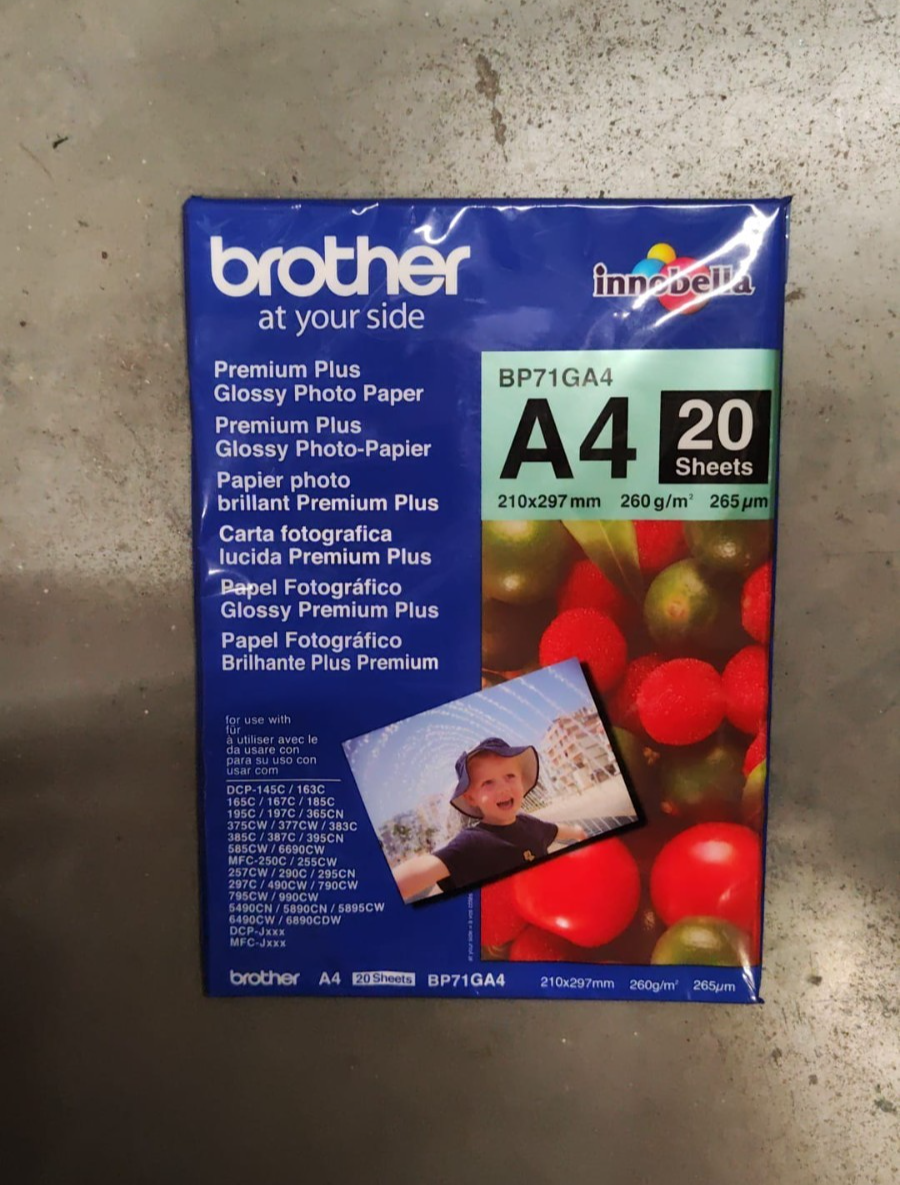 brother
at your side
innobella
Premium Plus
Glossy Photo Paper
Premium Plus
Glossy Photo-Papier
Papier photo
brillant Premium Plus
Carta fotografica
lucida Premium Plus
Papel Fotográfico
Glossy Premium Plus
Papel Fotográfico
Brilhante Plus Premium
BP71GA4
A4
20
Sheets
210x297 mm 260 g/m² 265 µm
for use with
für
à utiliser avec le
da usare con
para su uso con
usar com
DCP-145C / 163C
165C / 167C / 185C
195C / 197C / 365CN
375CW / 377CW / 383C
385C / 387C / 395CN
585CW / 6690CW
MFC-250C / 255CW
257CW / 290C / 295CN
297C / 490CW / 790CW
795CW / 990CW
5490CN / 5890CN / 5895CW
6490CW / 6890CDW
DCP-Jxxx
MFC-Jxxx
brother A4 20 Sheets BP71GA4 210x297mm 260g/m² 265µm